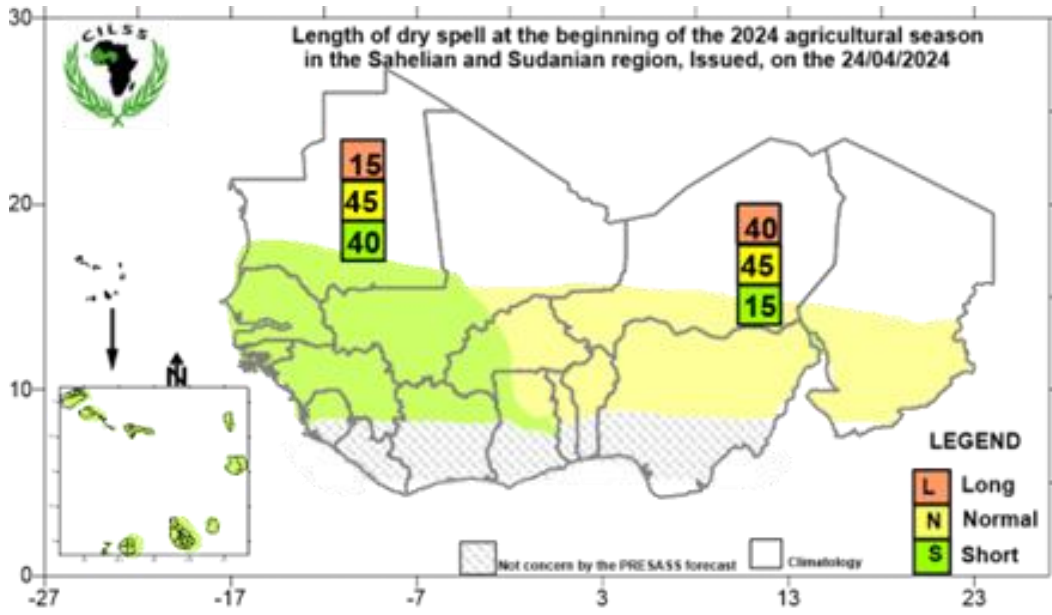 30
CILSS
Length of dry spell at the beginning of the 2024 agricultural season
in the Sahelian and Sudanian region, Issued, on the 24/04/2024
15
45
40
20
40
45
15
10
N
LEGEND
L Long
N Normal
S Short
Z
Not concern by the PRESASS forecast
Climatology
0
-27
-17
-7
3
13
23